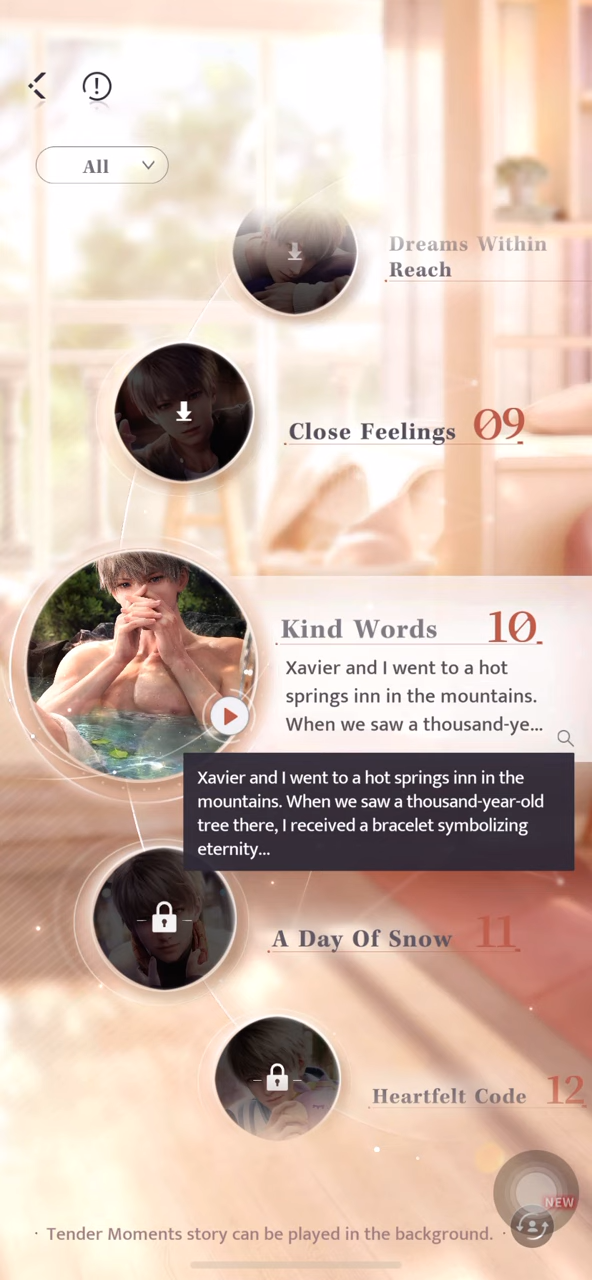 All
Dreams Within
Reach
Close Feelings 09
Kind Words 10
Xavier and I went to a hot
springs inn in the mountains.
When we saw a thousand-ye...
Xavier and I went to a hot springs inn in the
mountains. When we saw a thousand-year-old
tree there, I received a bracelet symbolizing
eternity...
A Day Of Snow 11
Heartfelt Code 12
NEW
· Tender Moments story can be played in the background. ·